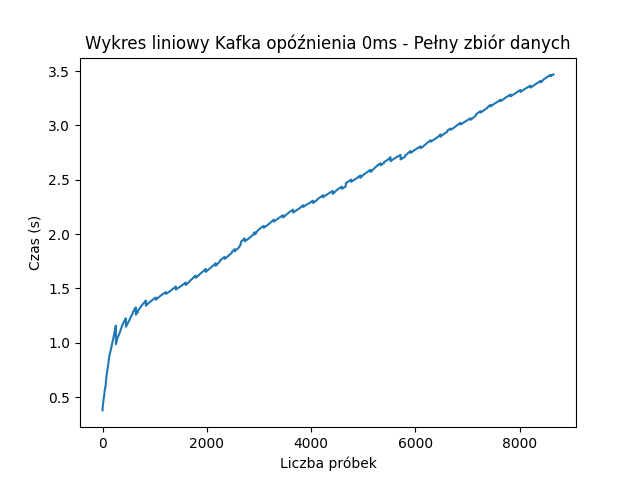 Wykres liniowy Kafka opóźnienia 0ms - Pełny zbiór danych
3.5
3.0
2.5
2.0
1.5
1.0
0.5
Czas (s)
0 2000 4000 6000 8000
Liczba próbek